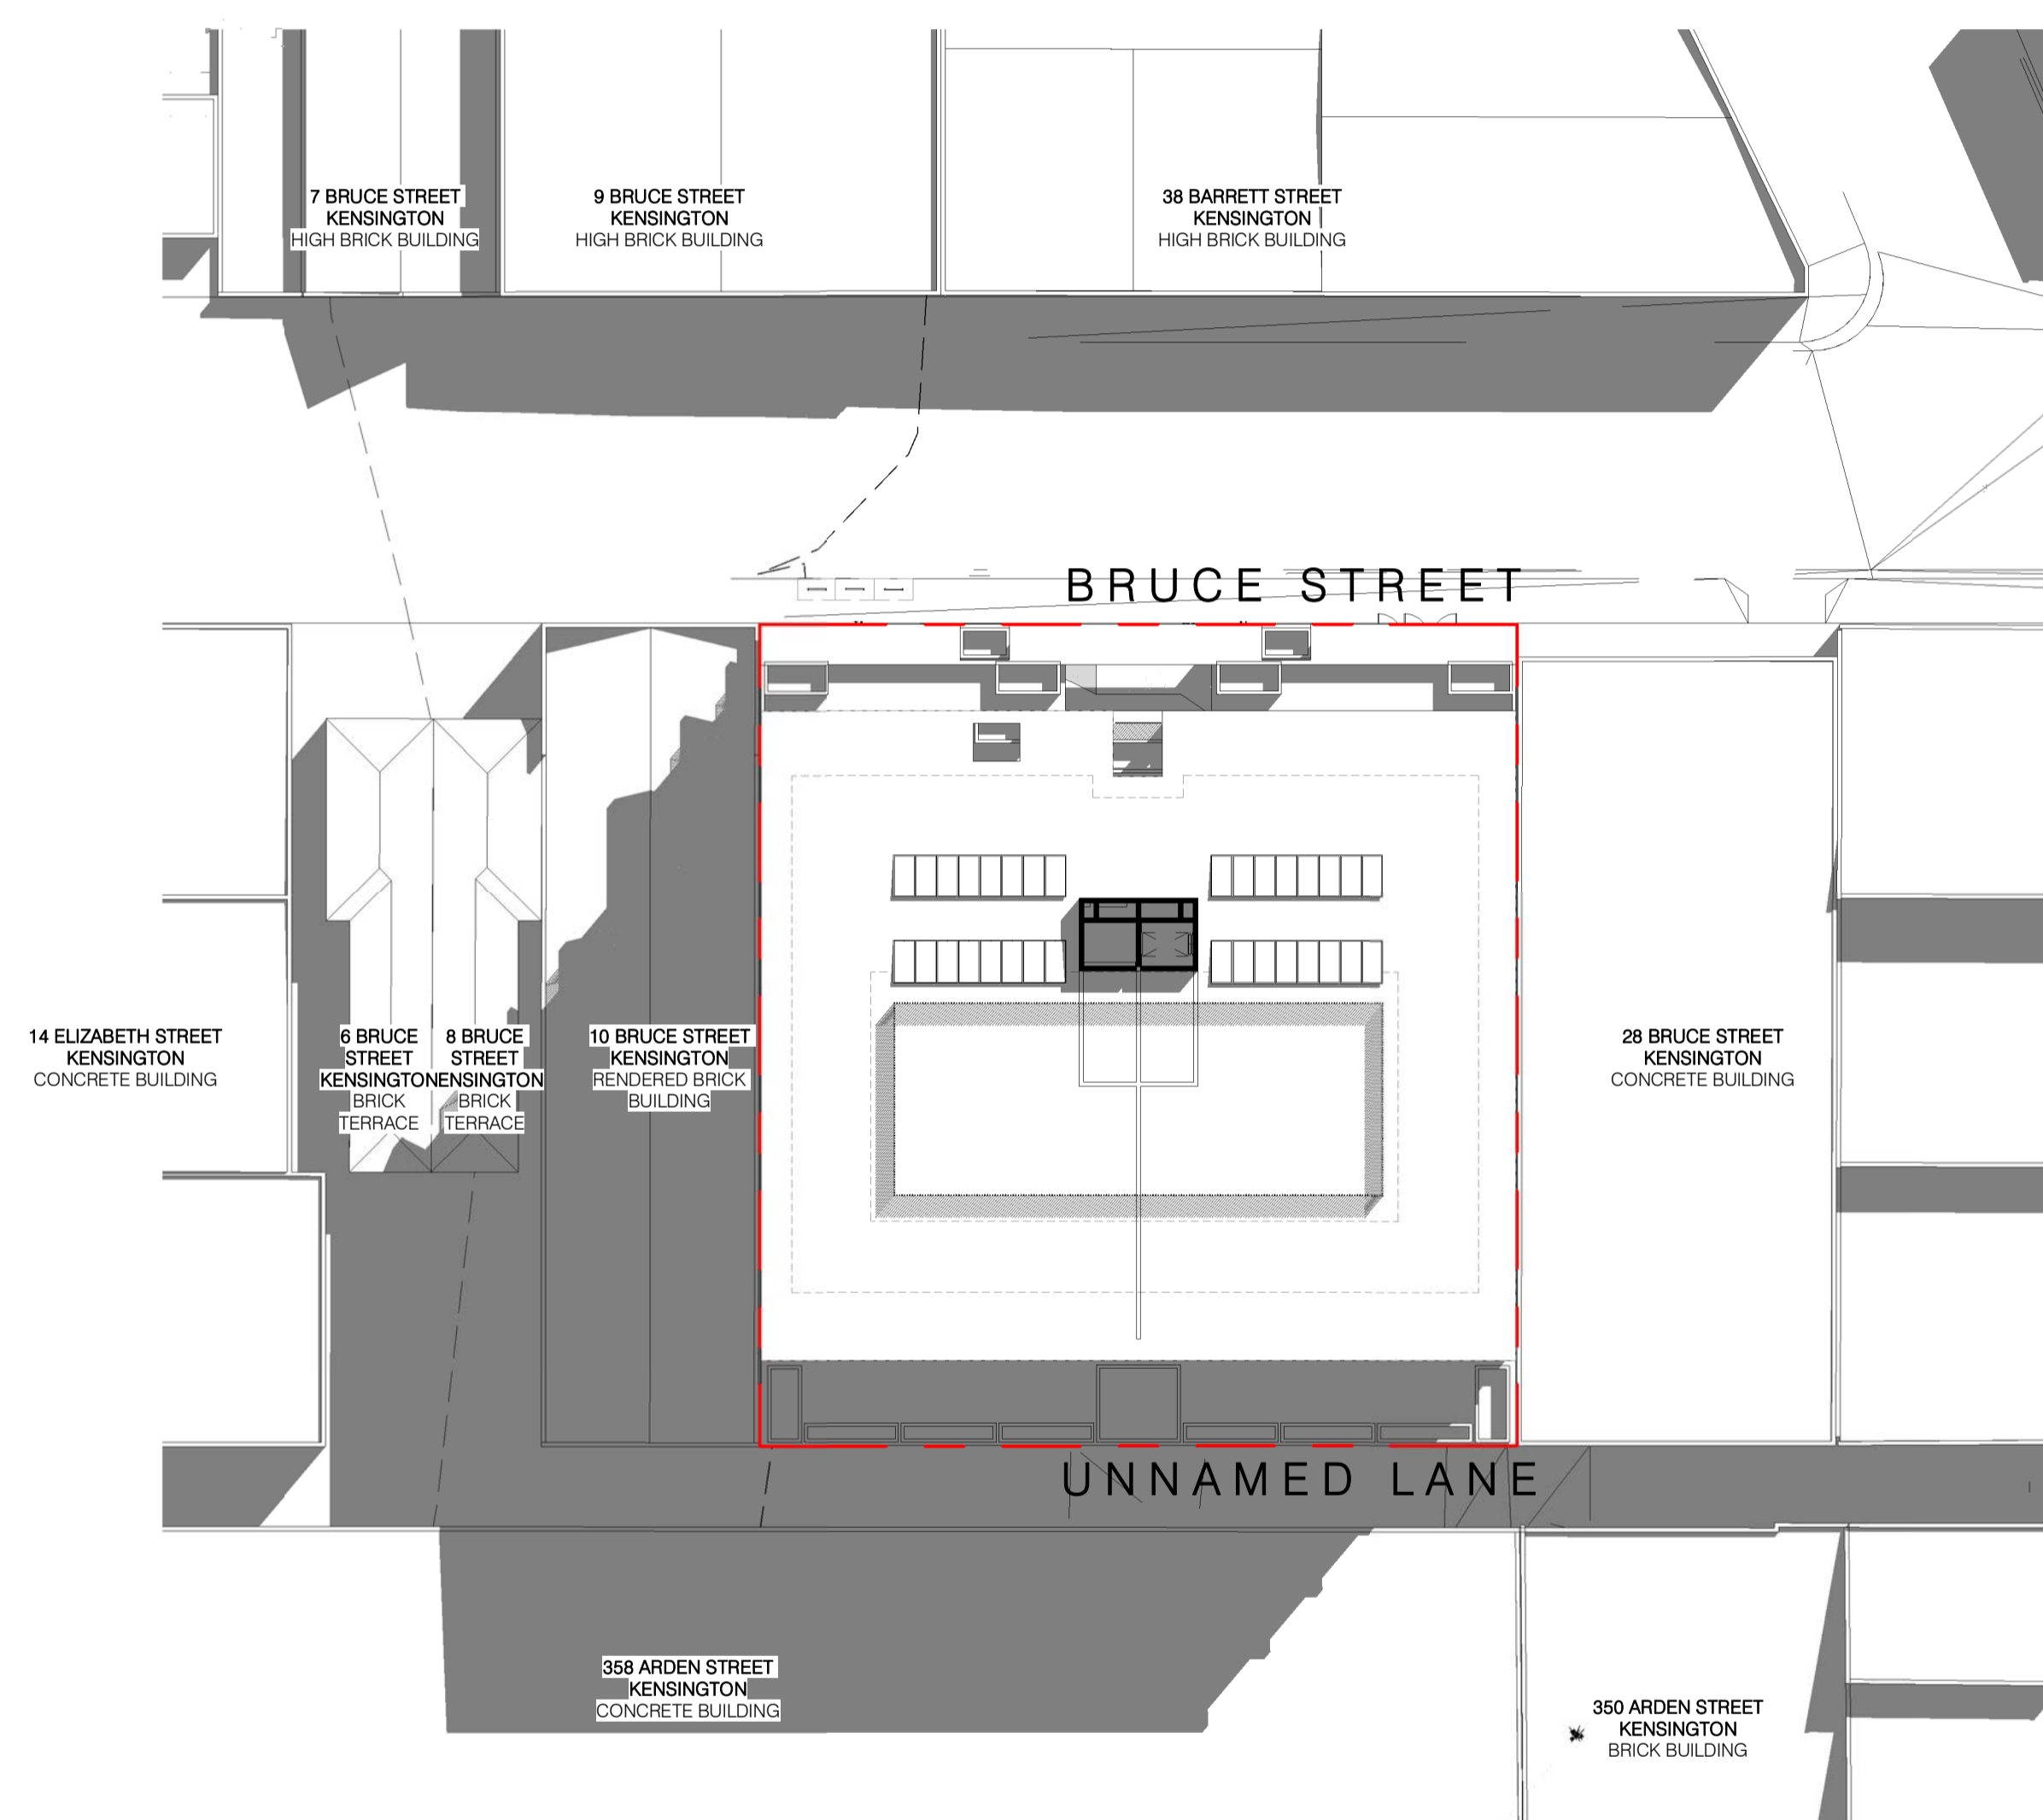 7 BRUCE STREET
KENSINGTON
HIGH BRICK BUILDING
9 BRUCE STREET
KENSINGTON
HIGH BRICK BUILDING
38 BARRETT STREET
KENSINGTON
HIGH BRICK BUILDING
BRUCE STREET
14 ELIZABETH STREET
KENSINGTON
CONCRETE BUILDING
6 BRUCE
STREET
KENSINGTON
BRICK
TERRACE
8 BRUCE
STREET
ENSINGTON
BRICK
TERRACE
10 BRUCE STREET
KENSINGTON
RENDERED BRICK
BUILDING
28 BRUCE STREET
KENSINGTON
CONCRETE BUILDING
UNNAMED LANE
358 ARDEN STREET
KENSINGTON
CONCRETE BUILDING
350 ARDEN STREET
KENSINGTON
BRICK BUILDING